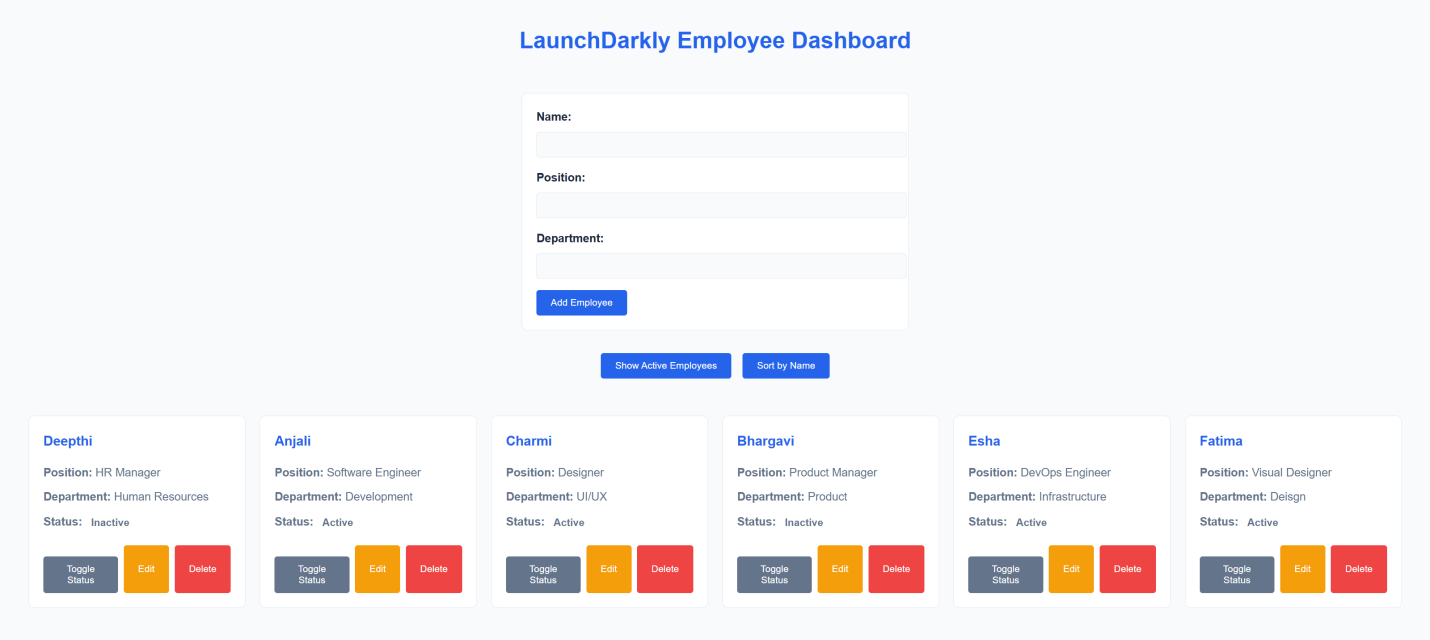 LaunchDarkly Employee Dashboard
Name:
Position:
Department:
Add Employee
Show Active Employees
Sort by Name
Deepthi
Position: HR Manager
Department: Human Resources
Status: Inactive
Toggle
Status
Edit
Delete
Anjali
Position: Software Engineer
Department: Development
Status: Active
Toggle
Status
Edit
Delete
Charmi
Position: Designer
Department: UI/UX
Status: Active
Toggle
Status
Edit
Delete
Bhargavi
Position: Product Manager
Department: Product
Status: Inactive
Toggle
Status
Edit
Delete
Esha
Position: DevOps Engineer
Department: Infrastructure
Status: Active
Toggle
Status
Edit
Delete
Fatima
Position: Visual Designer
Department: Deisgn
Status: Active
Toggle
Status
Edit
Delete